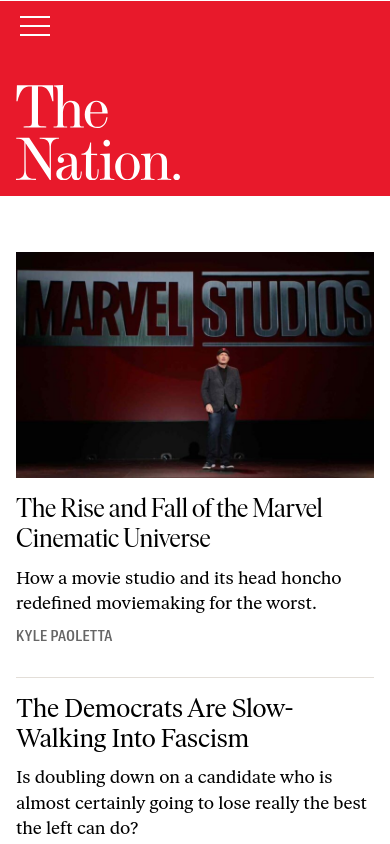 The
Nation.
MARVEL STUDIOS
The Rise and Fall of the Marvel
Cinematic Universe
How a movie studio and its head honcho
redefined moviemaking for the worst.
KYLE PAOLETTA
The Democrats Are Slow-
Walking Into Fascism
Is doubling down on a candidate who is
almost certainly going to lose really the best
the left can do?